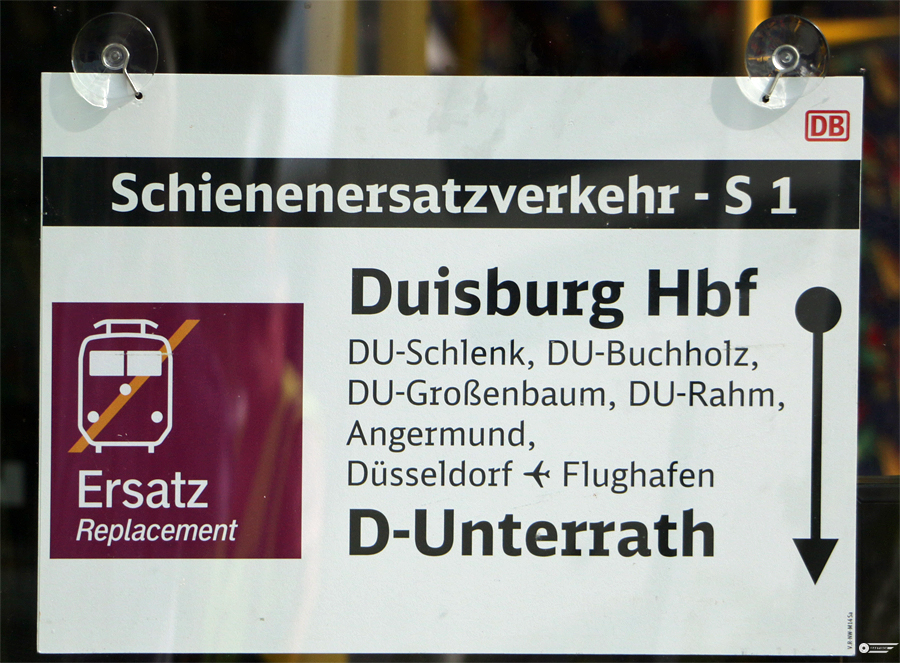 DB
Schienenersatzverkehr - S 1
Duisburg Hbf
DU-Schlenk, DU-Buchholz,
DU-Großenbaum, DU-Rahm,
Angermund,
Düsseldorf ✈ Flughafen
D-Unterrath
Ersatz
Replacement